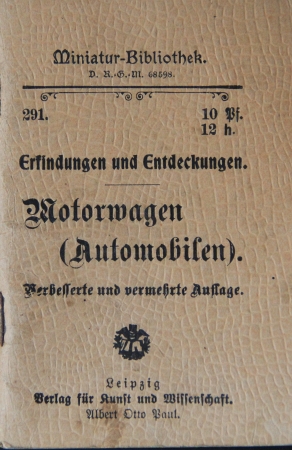 Miniatur-Bibliothek.
D. R.-G.-M. 68598.
291. 10 Pf.
12 h.
Erfindungen und Entdeckungen.
Motorwagen
(Automobilen).
Verbesserte und vermehrte Auflage.
Leipzig
Verlag für Kunst und Wissenschaft.
Albert Otto Paul.